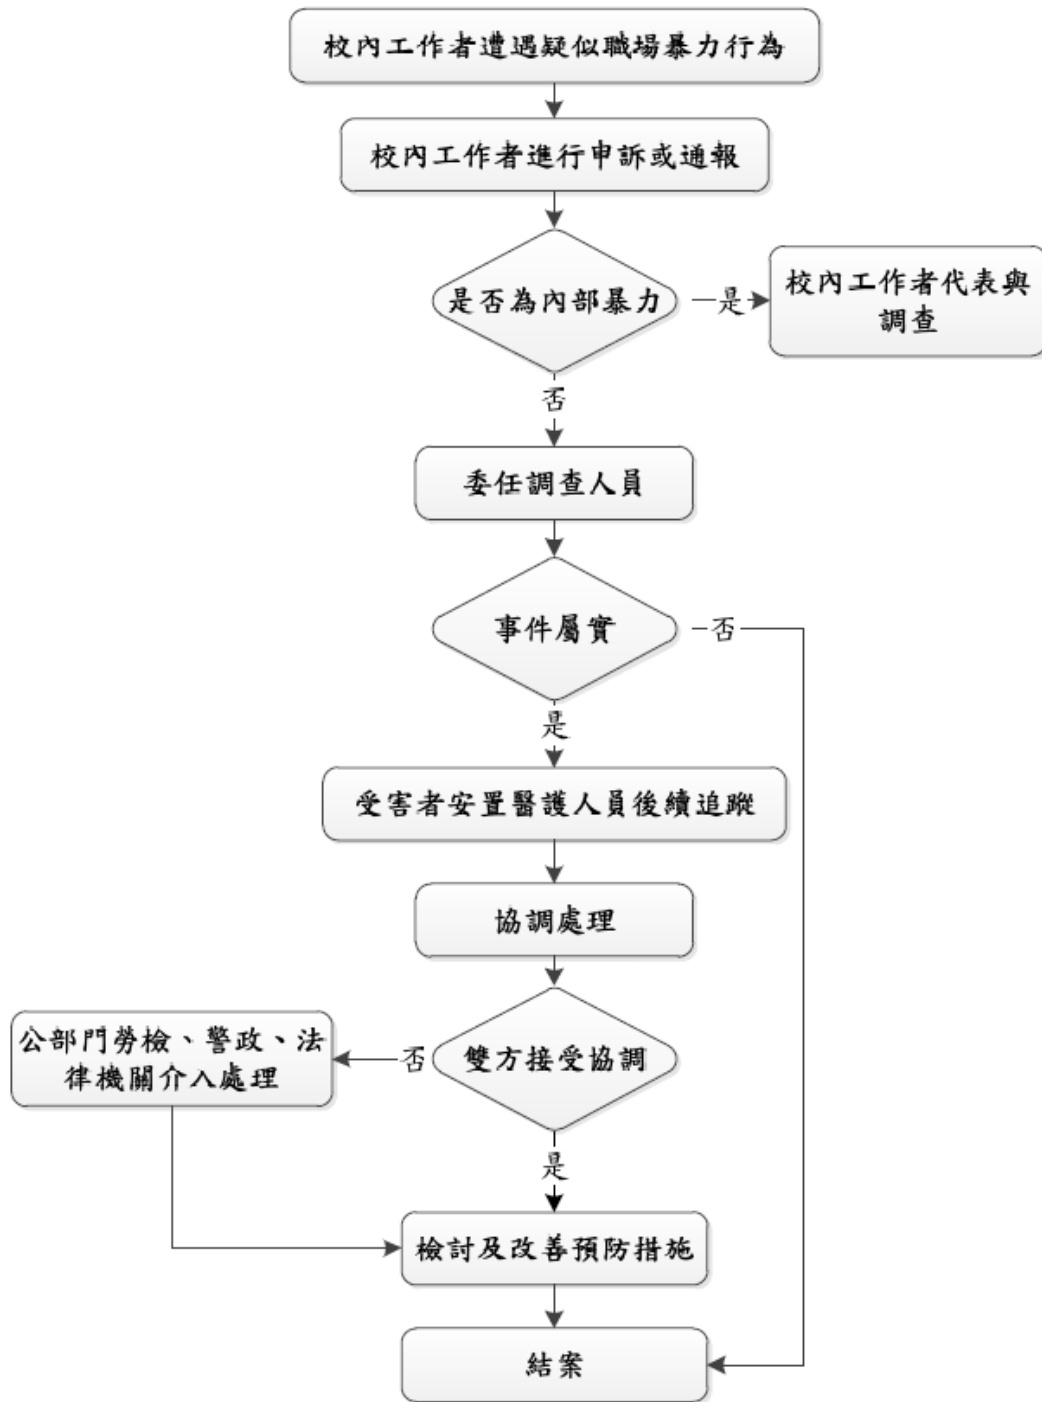 校內工作者遭遇疑似職場暴力行為
校內工作者進行申訴或通報
是否為內部暴力
是
校內工作者代表與
調查
否
委任調查人員
事件屬實
否
是
受害者安置醫護人員後續追蹤
協調處理
公部門勞檢、警政、法
律機關介入處理
否
雙方接受協調
是
檢討及改善預防措施
結案